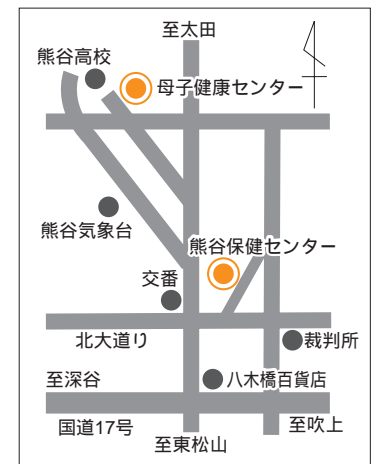 至太田
熊谷高校
母子健康センター
熊谷気象台
熊谷保健センター
交番
北大通り
裁判所
至深谷
八木橋百貨店
国道17号
至吹上
至東松山